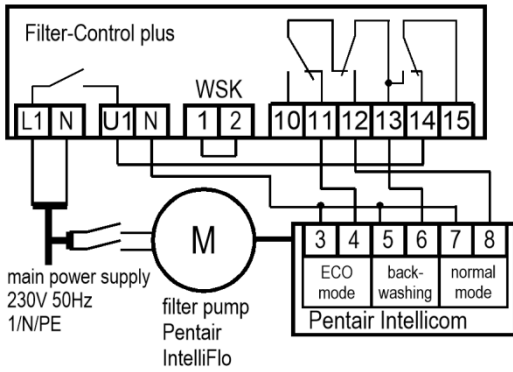 Filter-Control plus
WSK
L1 N U1 N 1 2 10 11 12 13 14 15
M
3 4 5 6 7 8
ECO mode
back-washing
normal mode
Pentair Intellicom
main power supply
230V 50Hz
1/N/PE
filter pump
Pentair
IntelliFlo